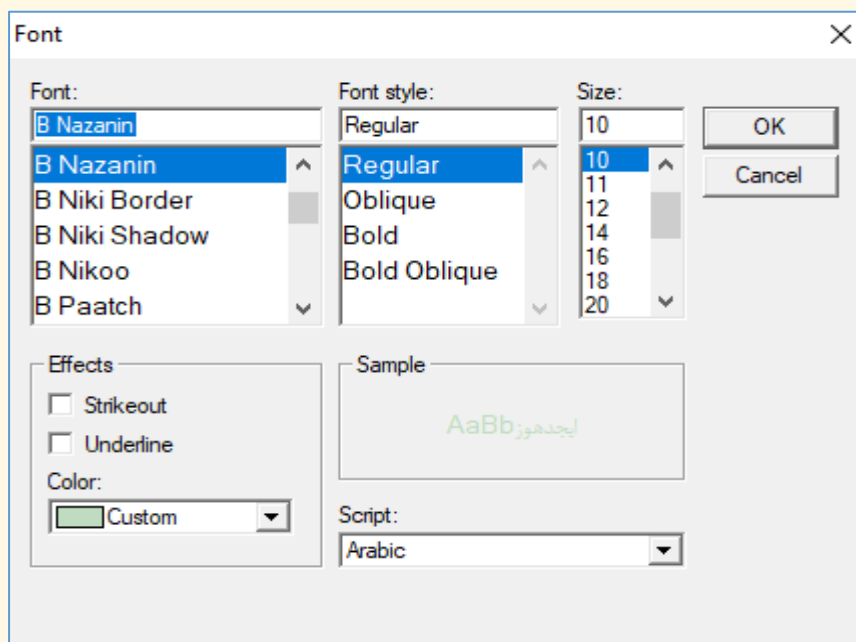 Font
Font:
B Nazanin
B Nazanin
B Niki Border
B Niki Shadow
B Nikoo
B Paatch
Font style:
Regular
Regular
Oblique
Bold
Bold Oblique
Size:
10
10
11
12
14
16
18
20
OK
Cancel
Effects
Strikeout
Underline
Color:
Custom
Sample
AaBbابجدهوز
Script:
Arabic